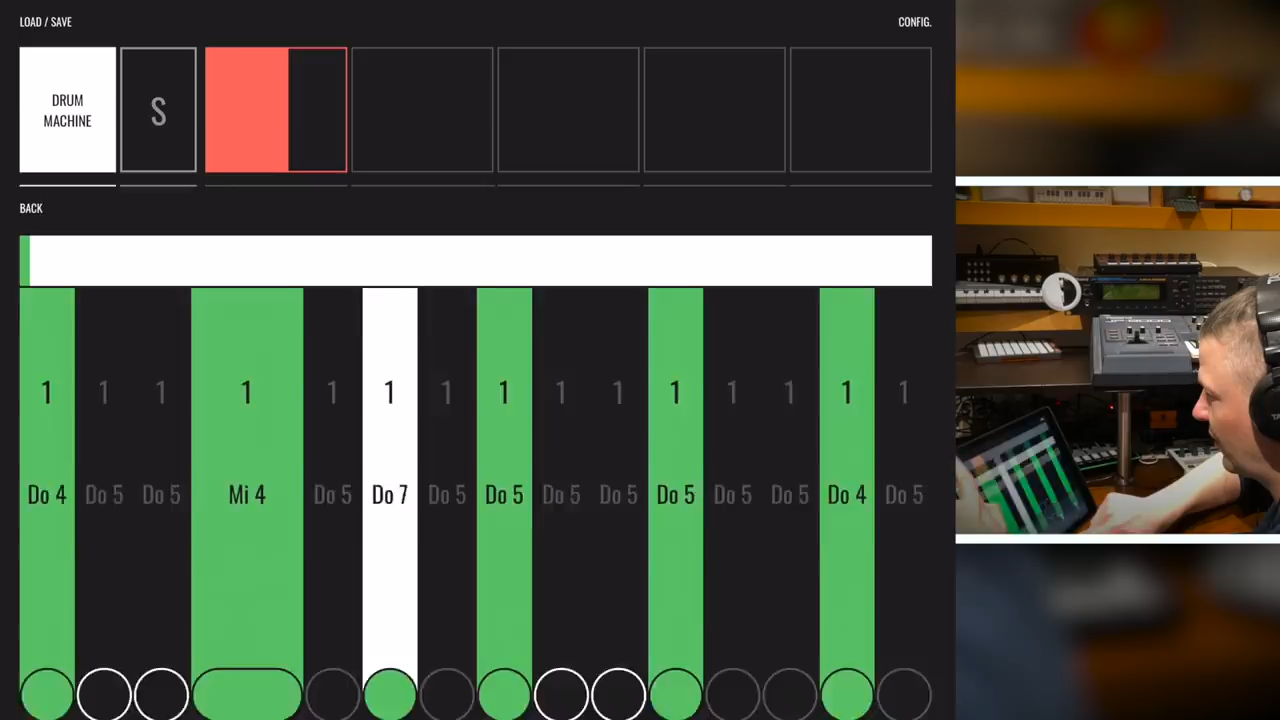 LOAD / SAVE
CONFIG.
DRUM
MACHINE
S
BACK
1 1 1 1 1 1 1 1 1 1 1 1 1 1 1
Do 4 Do 5 Do 5 Mi 4 Do 5 Do 7 Do 5 Do 5 Do 5 Do 5 Do 5 Do 5 Do 5 Do 4 Do 5